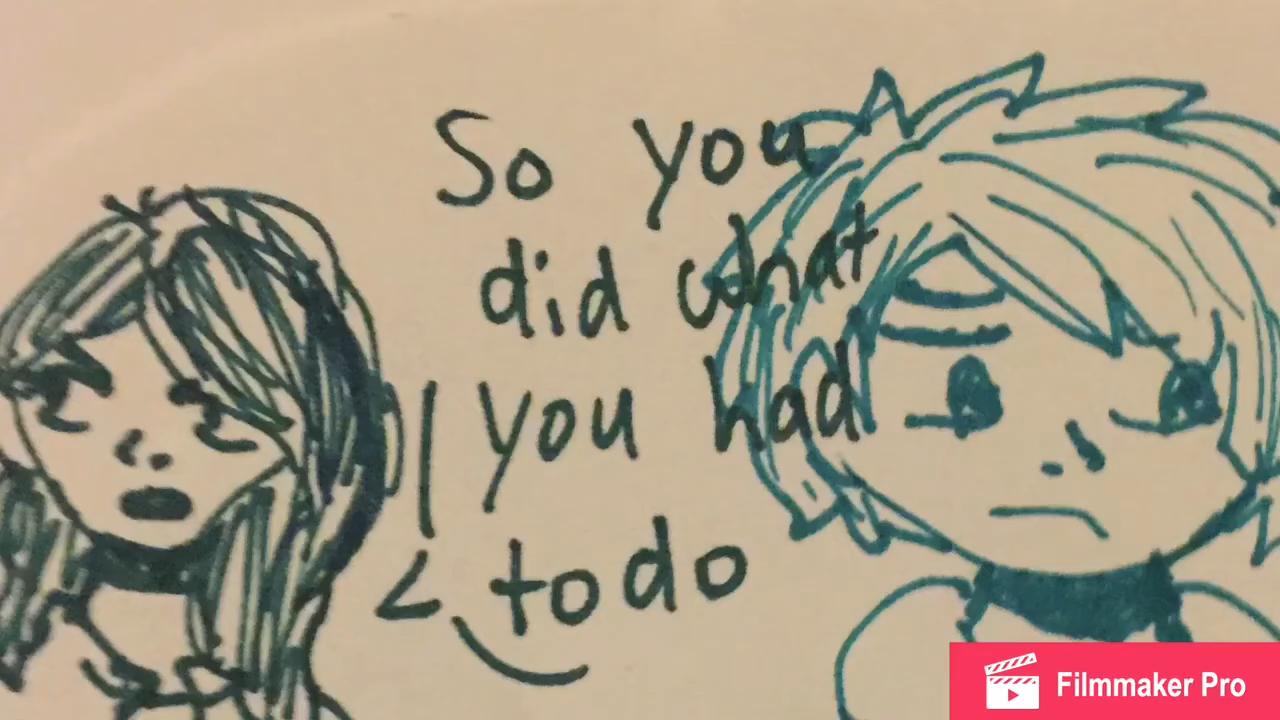 So you
did what
you had
to do
Filmmaker Pro